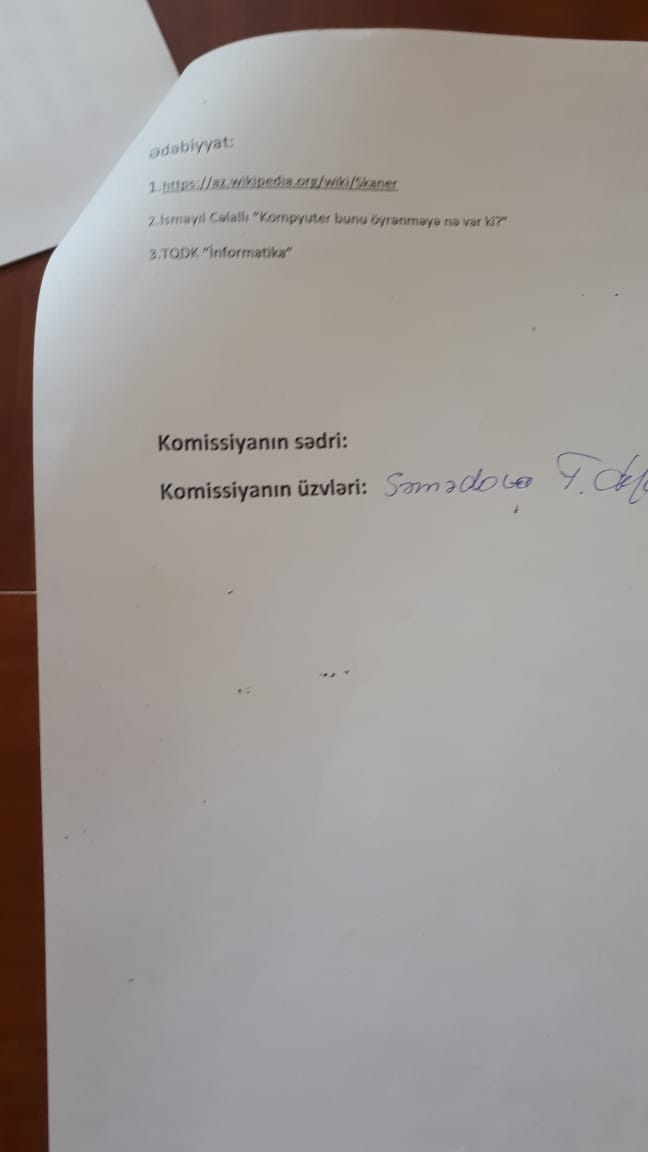 ədəbiyyat:
1.https://az.wikipedia.org/wiki/Skaner
2.İsmayıl Cəlallı "Kompyuter bunu öyrənməyə nə var ki?"
3.TQDK "İnformatika"
Komissiyanın sədri:
Komissiyanın üzvləri: Səmədova T.